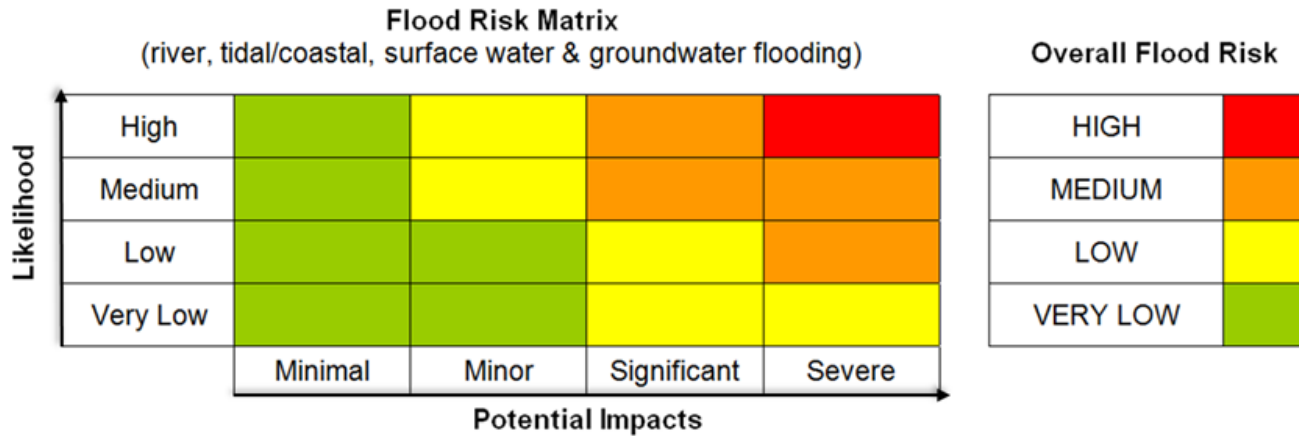 Flood Risk Matrix
(river, tidal/coastal, surface water & groundwater flooding)
Overall Flood Risk
Likelihood
High
Medium
Low
Very Low
Minimal
Minor
Significant
Severe
Potential Impacts
HIGH
MEDIUM
LOW
VERY LOW